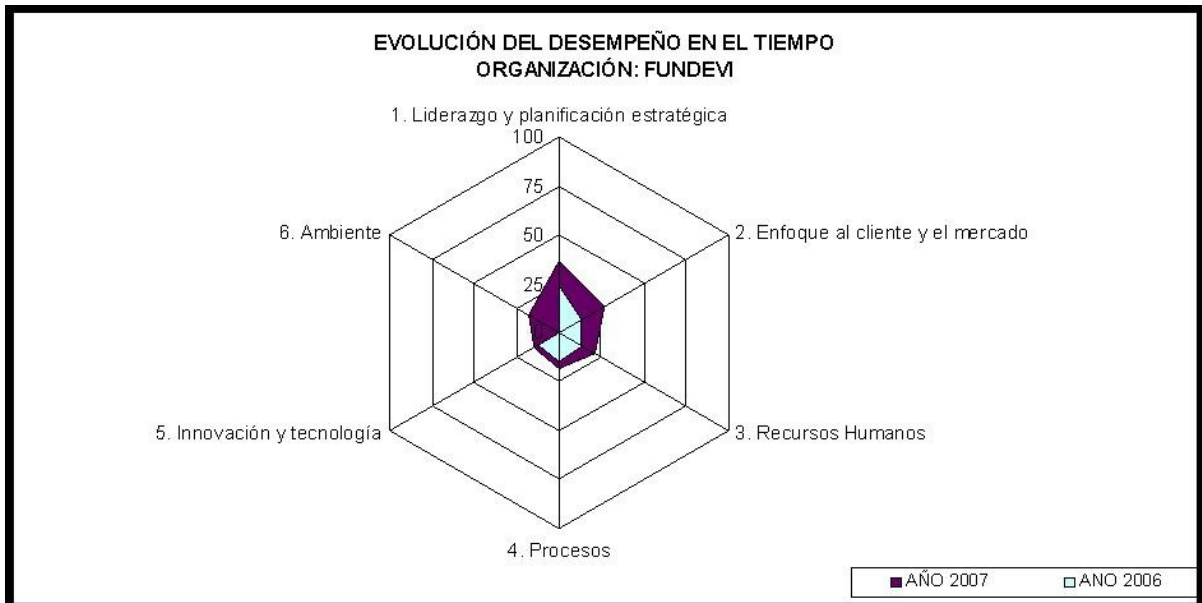 EVOLUCIÓN DEL DESEMPEÑO EN EL TIEMPO
ORGANIZACIÓN: FUNDEVI
1. Liderazgo y planificación estratégica
100
75
6. Ambiente
50
2. Enfoque al cliente y el mercado
25
5. Innovación y tecnología
3. Recursos Humanos
4. Procesos
AÑO 2007
ANO 2006